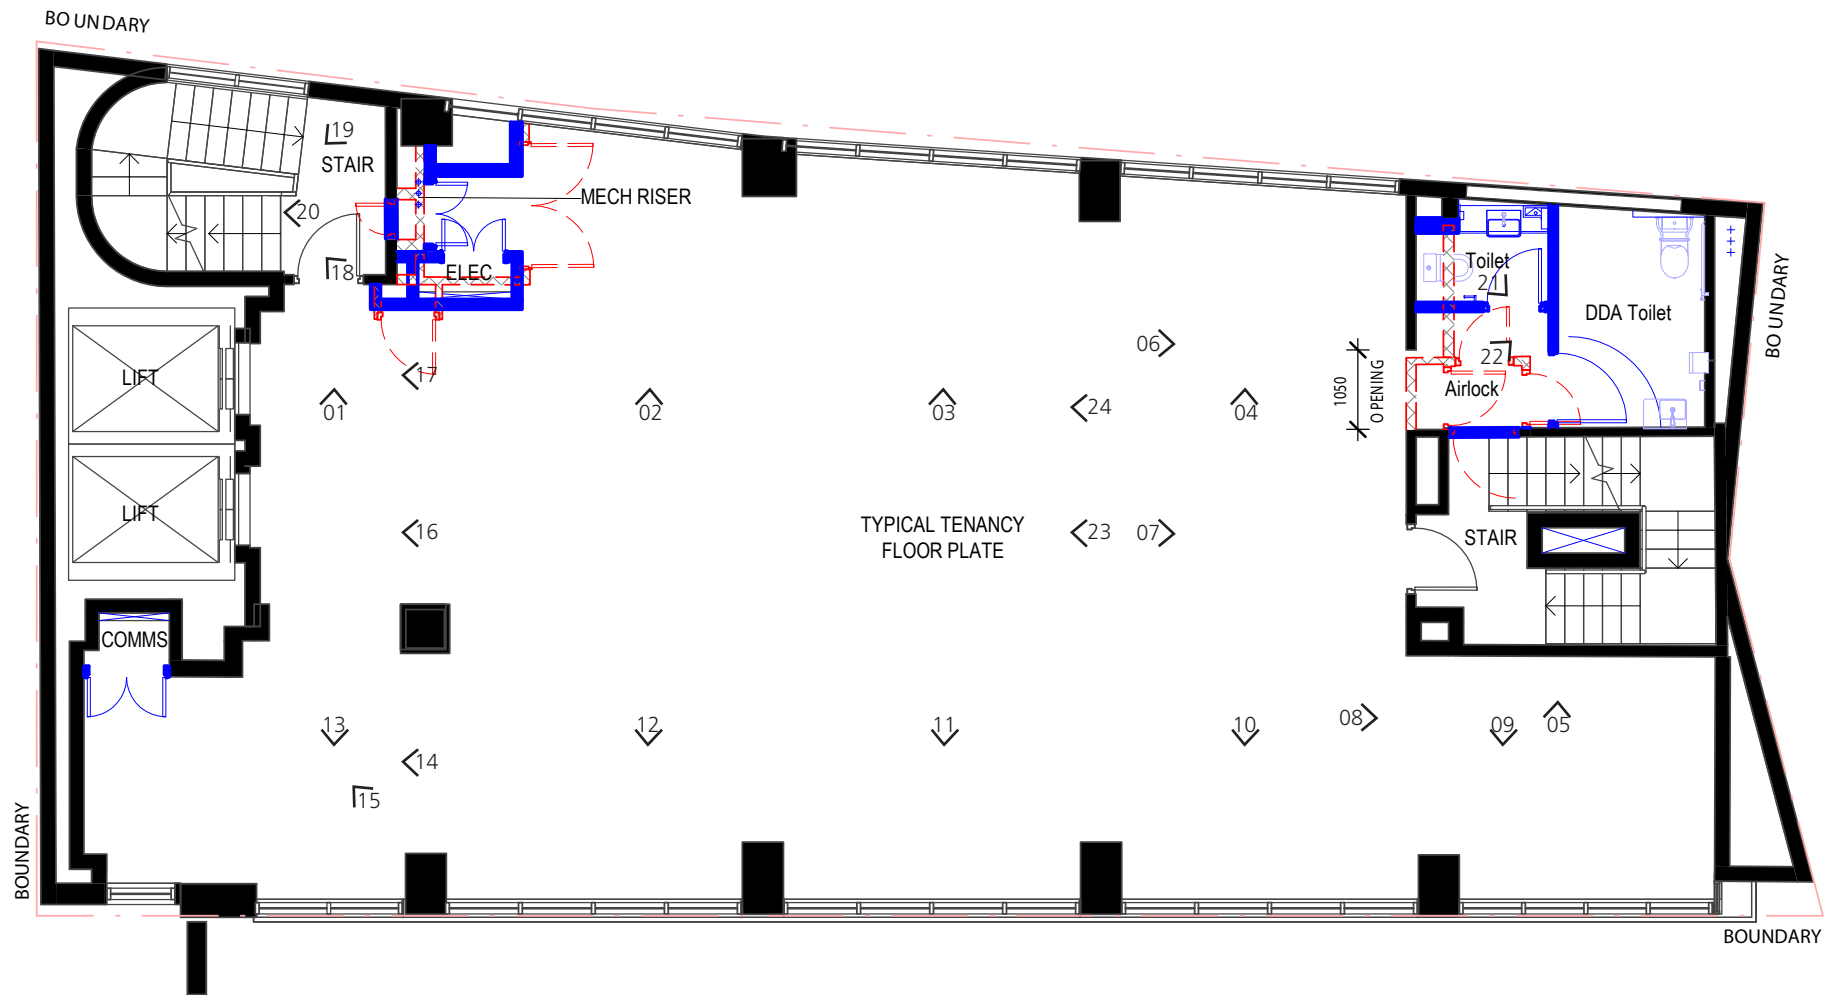 BOUNDARY
19
STAIR
20
18
MECH RISER
ELEC
Toilet
21
DDA Toilet
BOUNDARY
22
Airlock
1050
OPENING
06
LIFT
17
01
02
03
24
04
LIFT
16
TYPICAL TENANCY
FLOOR PLATE
23
07
STAIR
COMMS
13
12
11
10
08
09
05
14
15
BOUNDARY
BOUNDARY